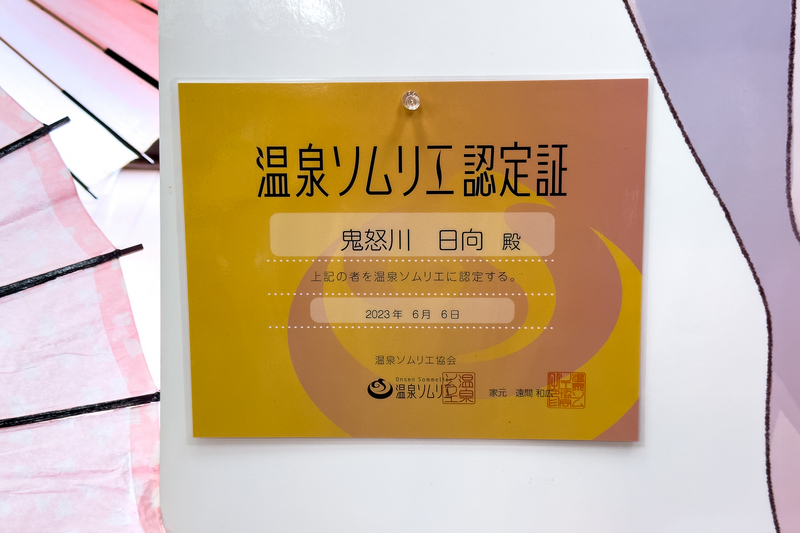 温泉ソムリエ認定証
鬼怒川 日向 殿
上記の者を温泉ソムリエに認定する。
2023年 6月 6日
温泉ソムリエ協会
Onsen Sommelier
温泉ソムリエ
家元 遠間 和広